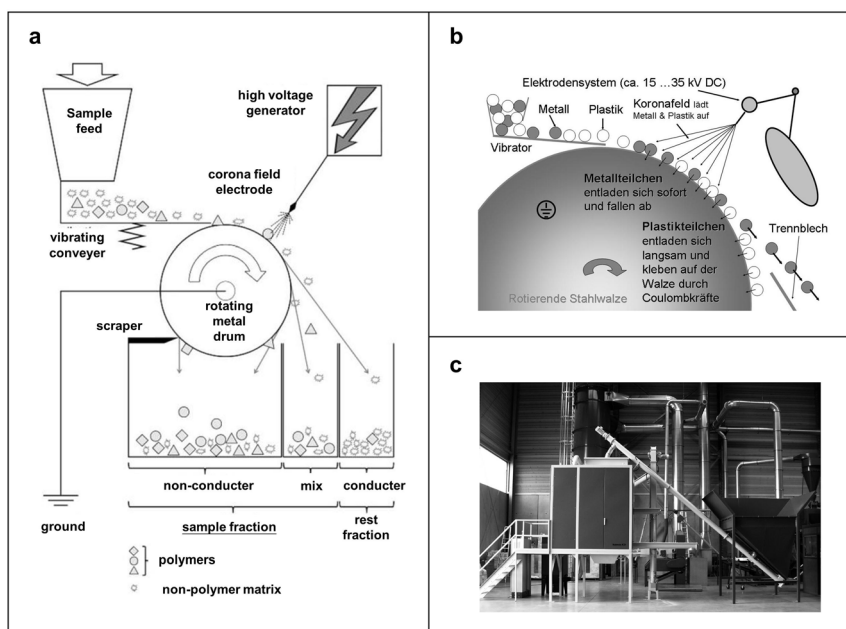 a
Sample
feed
high voltage
generator
corona field
electrode
vibrating
conveyer
rotating
metal
drum
scraper
non-conducter
mix
conducter
ground
sample fraction
rest
fraction
polymers
non-polymer matrix
b
Elektrodensystem (ca. 15 ...35 kV DC)
Metall
Plastik
Koronafeld lädt
Metall & Plastik auf
Vibrator
Metallteilchen
entladen sich sofort
und fallen ab
Plastikteilchen
entladen sich
langsam und
kleben auf der
Walze durch
Coulombkräfte
Trennblech
Rotierende Stahlwalze
c